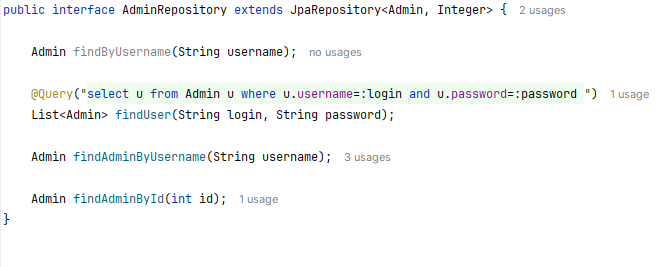 public interface AdminRepository extends JpaRepository<Admin, Integer> { 2 usages
Admin findByUsername(String username); no usages
@Query("select u from Admin u where u.username=:login and u.password=:password ") 1 usage
List<Admin> findUser(String login, String password);
Admin findAdminByUsername(String username); 3 usages
Admin findAdminById(int id); 1 usage
}